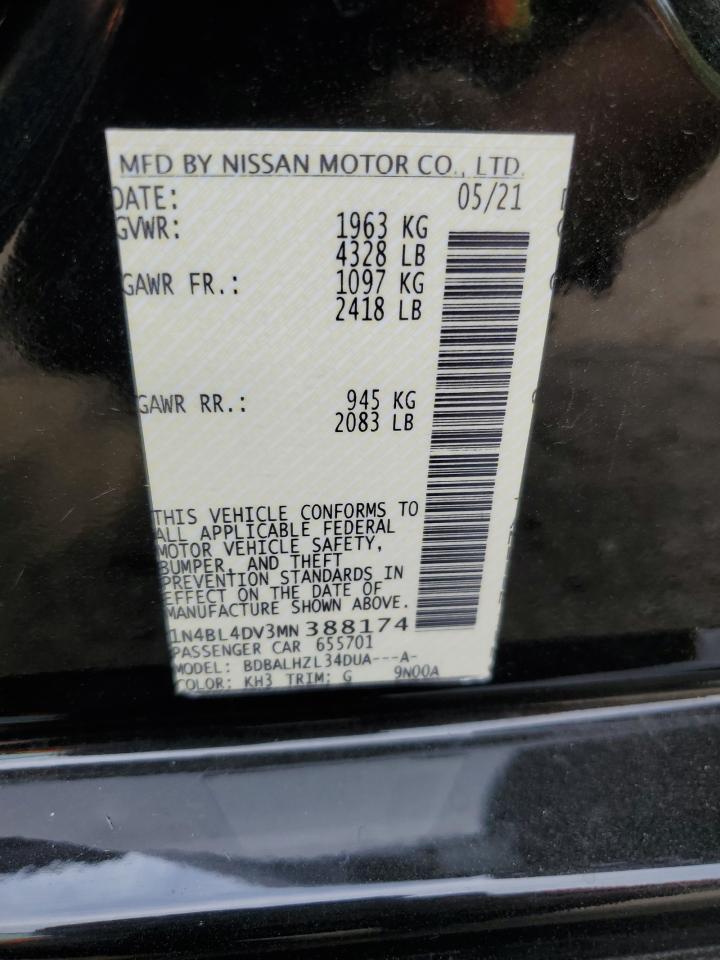 MFD BY NISSAN MOTOR CO., LTD.
DATE: 05/21
GVWR: 1963 KG
4328 LB
GAWR FR.: 1097 KG
2418 LB
GAWR RR.: 945 KG
2083 LB
THIS VEHICLE CONFORMS TO
ALL APPLICABLE FEDERAL
MOTOR VEHICLE SAFETY,
BUMPER, AND THEFT
PREVENTION STANDARDS IN
EFFECT ON THE DATE OF
MANUFACTURE SHOWN ABOVE.
1N4BL4DV3MN388174
PASSENGER CAR 655701
MODEL: BDBALHZL34DUA---A-
COLOR: KH3 TRIM: G 9N00A